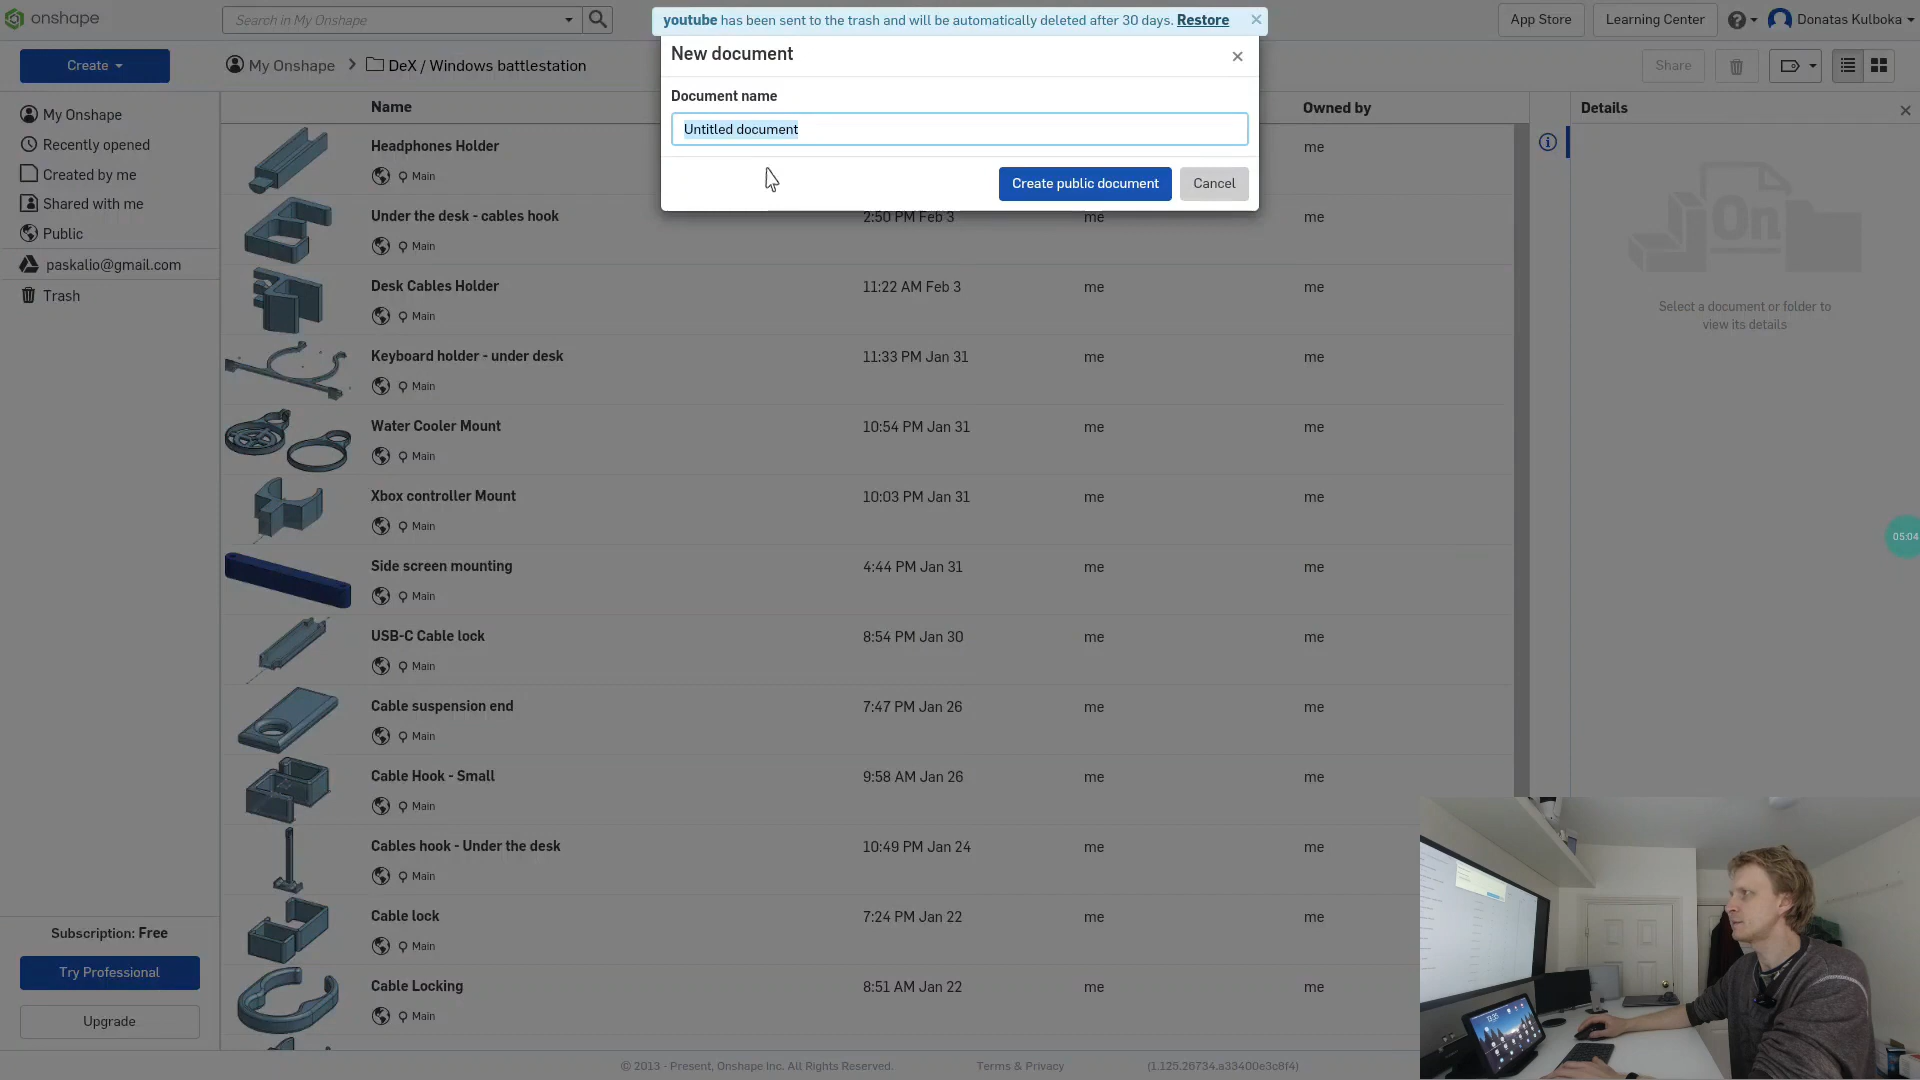 onshape
Search in My Onshape
youtube has been sent to the trash and will be automatically deleted after 30 days. Restore
App Store
Learning Center
Donatas Kulboka
Create
My Onshape
DeX / Windows battlestation
Share
New document
Document name
Untitled document
Create public document
Cancel
My Onshape
Recently opened
Created by me
Shared with me
Public
paskalio@gmail.com
Trash
Name
Owned by
Headphones Holder
me
Main
Under the desk - cables hook
2:50 PM Feb 3
me
me
Main
Desk Cables Holder
11:22 AM Feb 3
me
me
Main
Keyboard holder - under desk
11:33 PM Jan 31
me
me
Main
Water Cooler Mount
10:54 PM Jan 31
me
me
Main
Xbox controller Mount
10:03 PM Jan 31
me
me
Main
Side screen mounting
4:44 PM Jan 31
me
me
Main
USB-C Cable lock
8:54 PM Jan 30
me
me
Main
Cable suspension end
7:47 PM Jan 26
me
me
Main
Cable Hook - Small
9:58 AM Jan 26
me
me
Main
Cables hook - Under the desk
10:49 PM Jan 24
me
me
Main
Cable lock
7:24 PM Jan 22
me
me
Main
Cable Locking
8:51 AM Jan 22
me
me
Main
Details
On
Select a document or folder to
view its details
05:04
Subscription: Free
Try Professional
Upgrade
© 2013 - Present, Onshape Inc. All Rights Reserved.
Terms & Privacy
(1.125.26734.a33400e3c8f4)